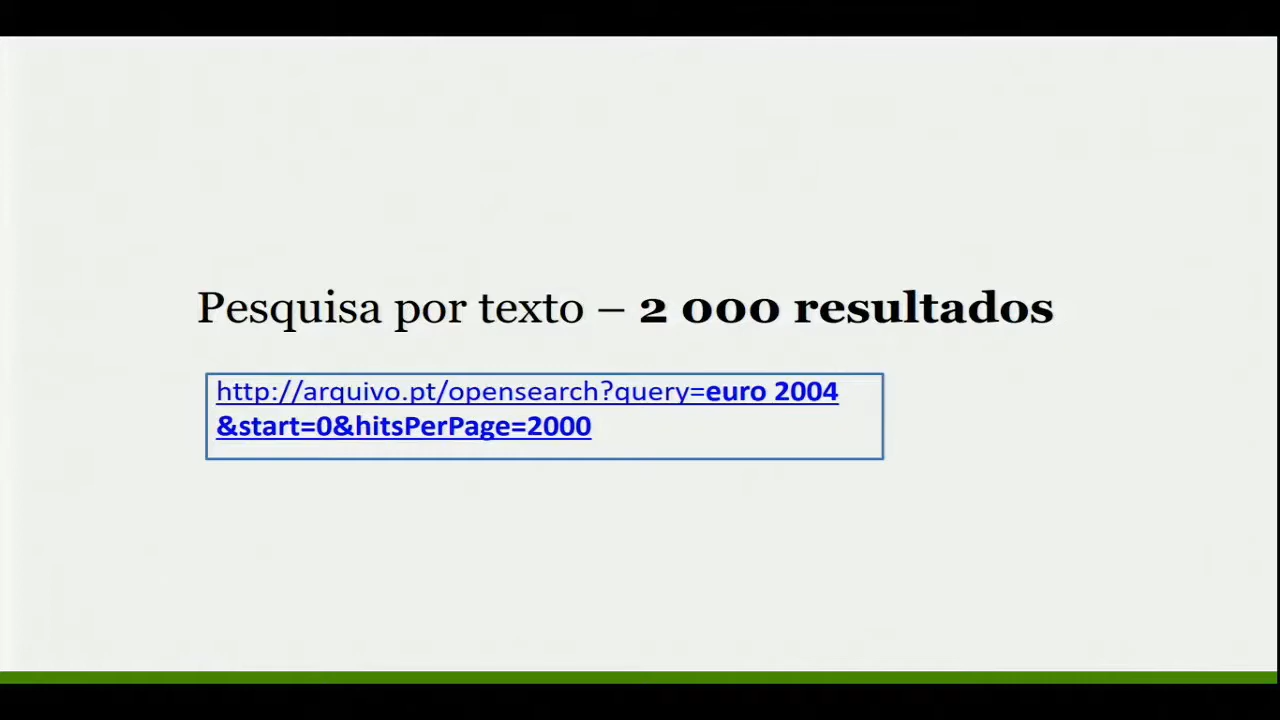 Pesquisa por texto – 2 000 resultados
http://arquivo.pt/opensearch?query=euro 2004
&start=0&hitsPerPage=2000